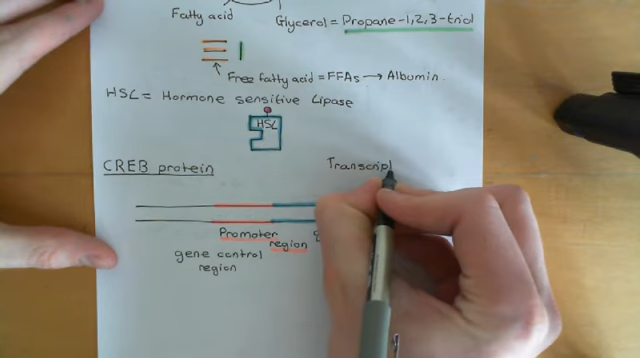 Fatty acid
Glycerol = Propane-1,2,3-triol
Free fatty acid = FFAs → Albumin.
HSL = Hormone sensitive Lipase
HSL
CREB protein
Transcript
Promoter
region
gene control
region